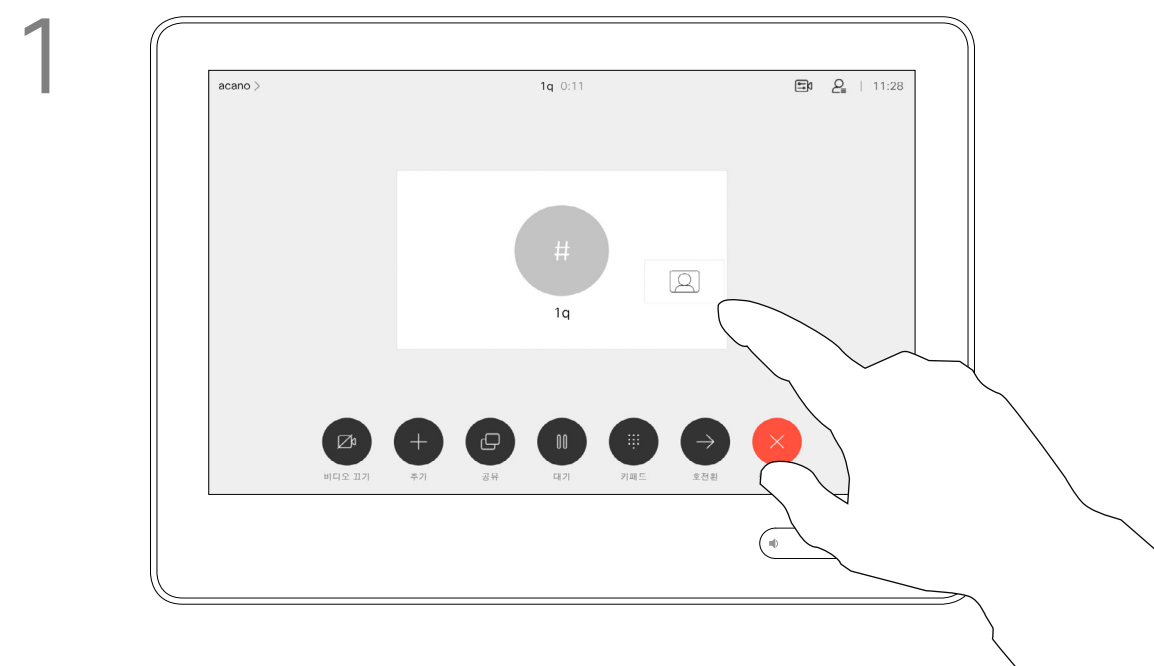 1
acano >
1q 0:11
11:28
#
1q
비디오 끄기
추가
공유
대기
키패드
호전환